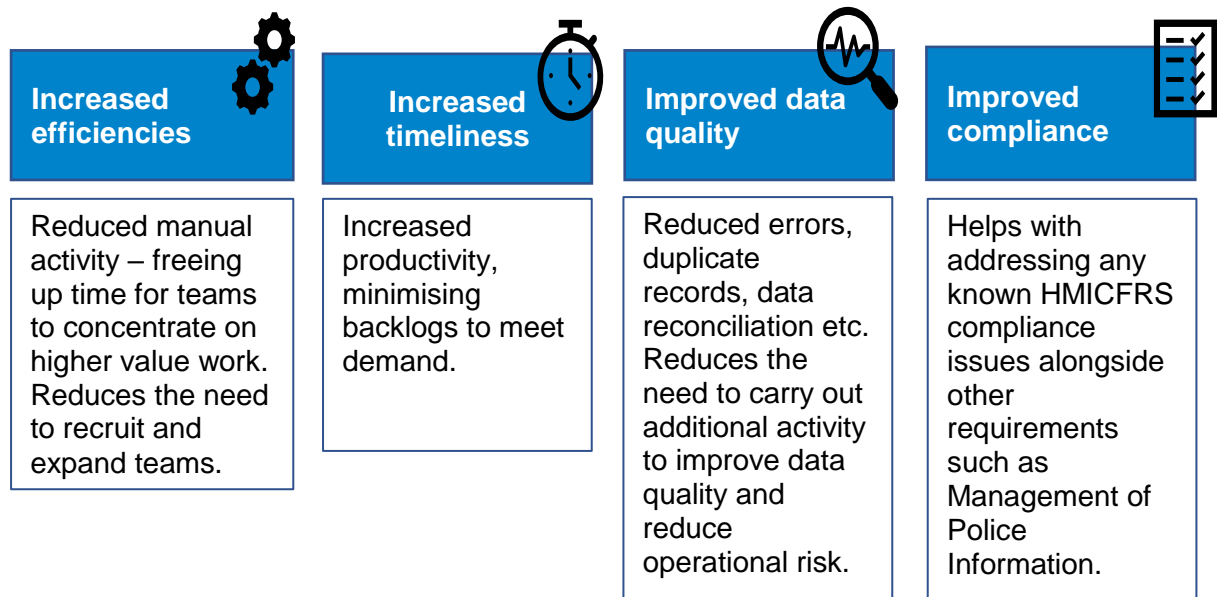 Increased
efficiencies
Reduced manual
activity – freeing
up time for teams
to concentrate on
higher value work.
Reduces the need
to recruit and
expand teams.
Increased
timeliness
Increased
productivity,
minimising
backlogs to meet
demand.
Improved data
quality
Reduced errors,
duplicate
records, data
reconciliation etc.
Reduces the
need to carry out
additional activity
to improve data
quality and
reduce
operational risk.
Improved
compliance
Helps with
addressing any
known HMICFRS
compliance
issues alongside
other
requirements
such as
Management of
Police
Information.